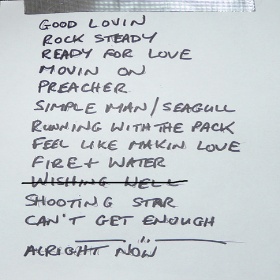 GOOD LOVIN
ROCK STEADY
READY FOR LOVE
MOVIN ON
PREACHER
SIMPLE MAN/SEAGULL
RUNNING WITH THE PACK
FEEL LIKE MAKIN LOVE
FIRE + WATER
WISHING WELL
SHOOTING STAR
CAN'T GET ENOUGH
ALRIGHT NOW